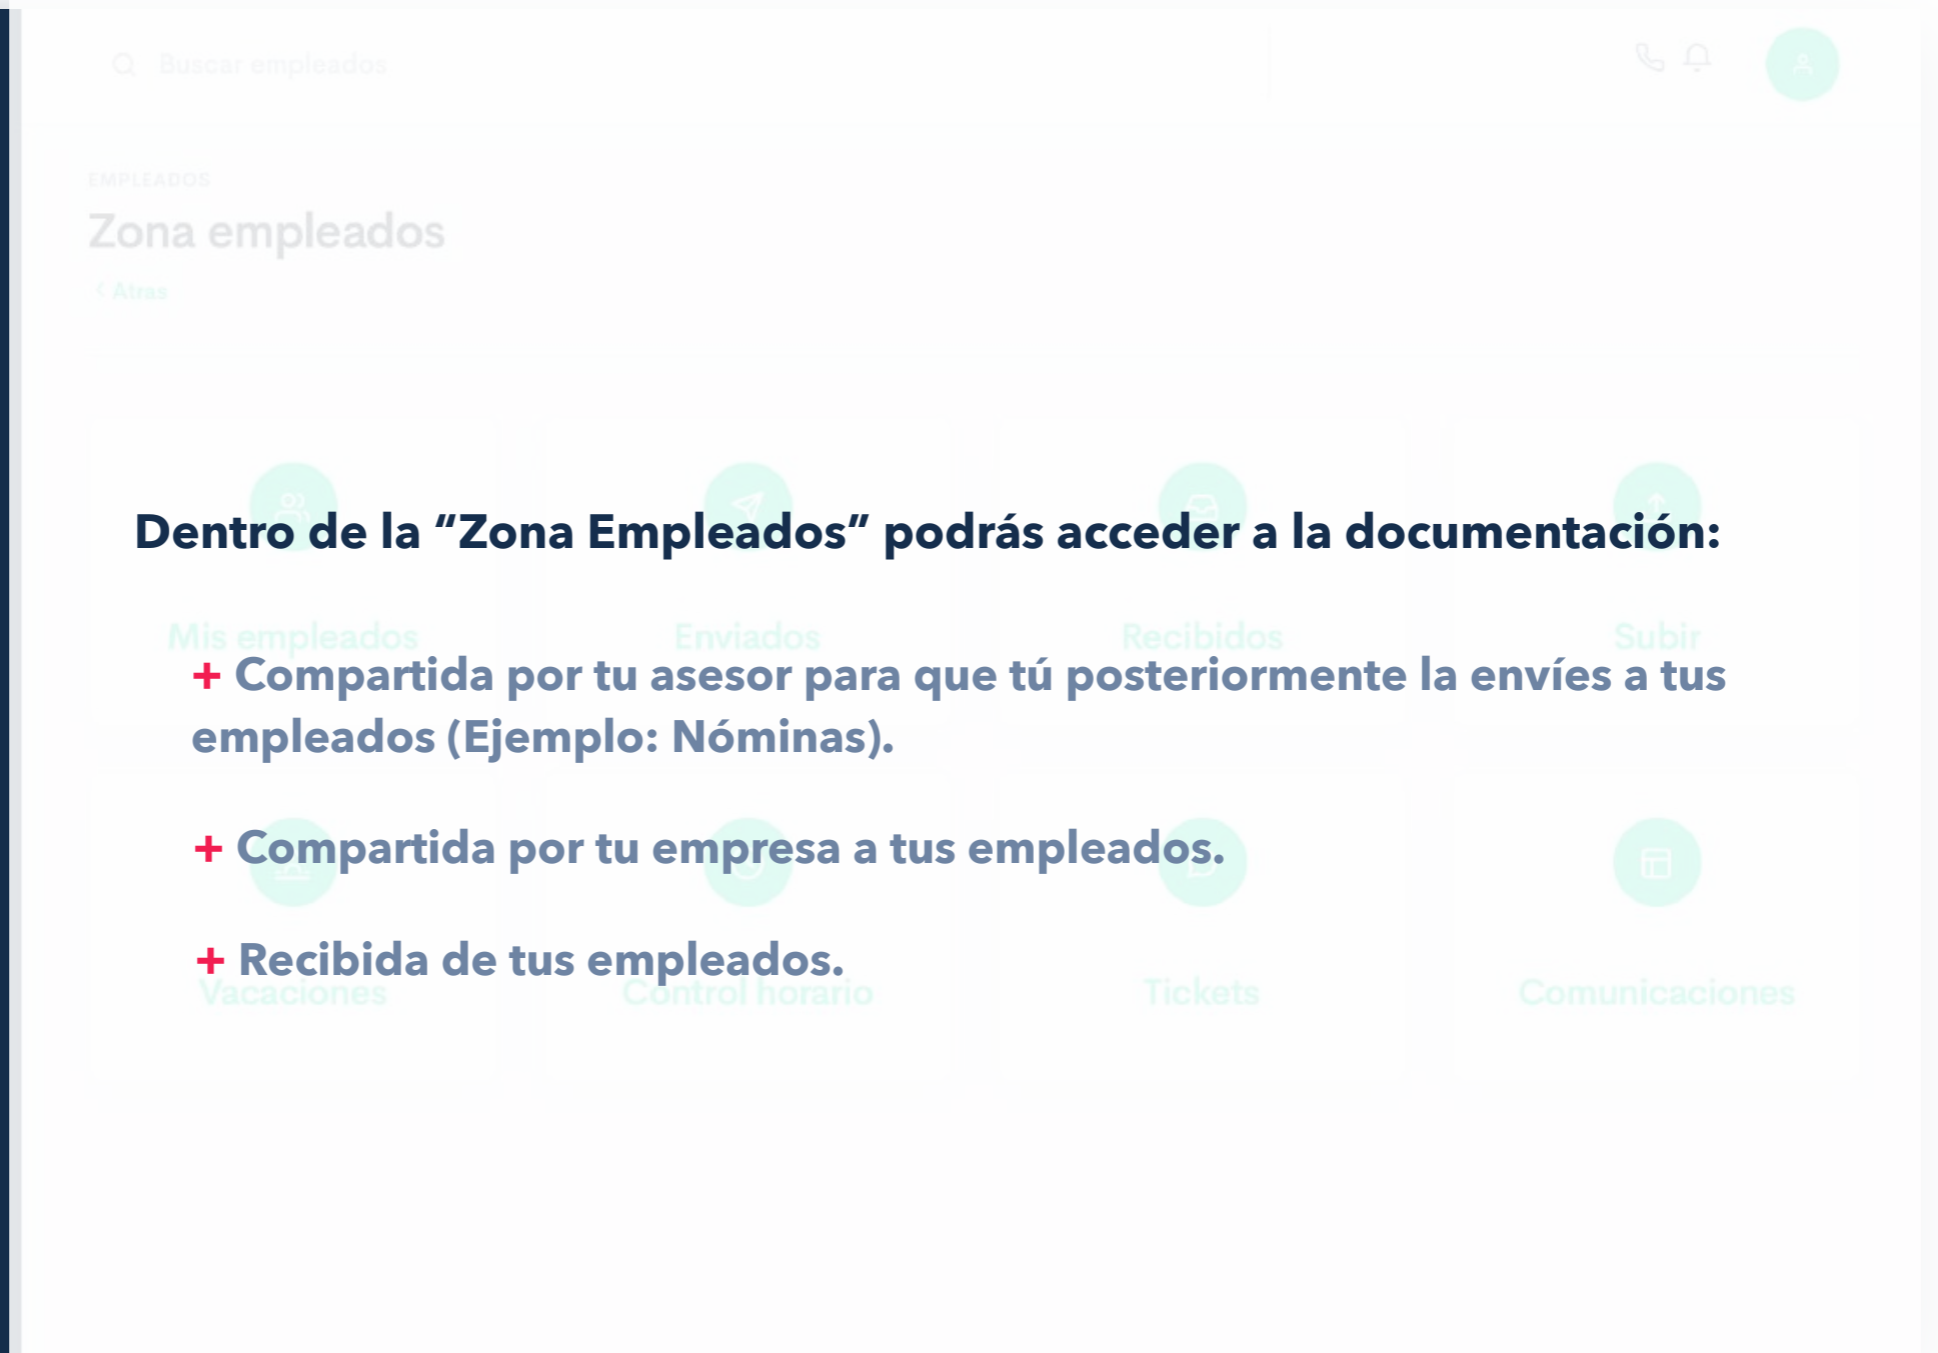 Buscar empleados
EMPLEADOS
Zona empleados
Atras
Dentro de la “Zona Empleados” podrás acceder a la documentación:
Mis empleados
Enviados
Recibidos
Subir
+ Compartida por tu asesor para que tú posteriormente la envíes a tus
empleados (Ejemplo: Nóminas).
+ Compartida por tu empresa a tus empleados.
+ Recibida de tus empleados.
Vacaciones
Control horario
Tickets
Comunicaciones